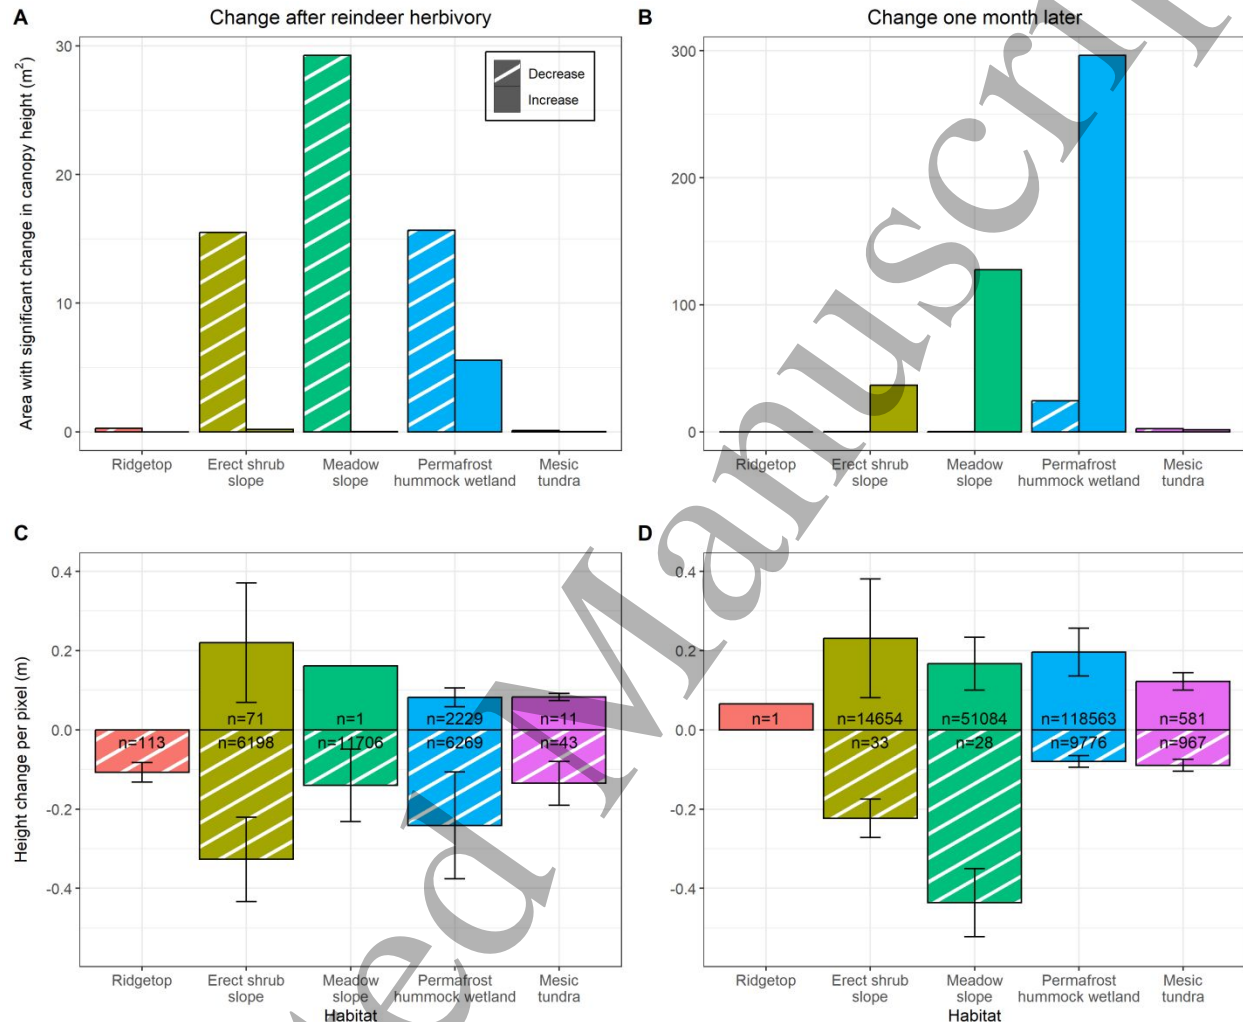 A
Change after reindeer herbivory
Area with significant change in canopy height (m²)
30
20
10
0
Decrease
Increase
Ridgetop
Erect shrub
slope
Meadow
slope
Permafrost
hummock wetland
Mesic
tundra
B
Change one month later
300
200
100
0
Ridgetop
Erect shrub
slope
Meadow
slope
Permafrost
hummock wetland
Mesic
tundra
C
Height change per pixel (m)
0.4
0.2
0.0
-0.2
-0.4
n=71
n=1
n=2229
n=11
n=113
n=6198
n=11706
n=6269
n=43
Ridgetop
Erect shrub
slope
Meadow
slope
Permafrost
hummock wetland
Mesic
tundra
Habitat
D
0.4
0.2
0.0
-0.2
-0.4
n=1
n=14654
n=51084
n=118563
n=581
n=33
n=28
n=9776
n=967
Ridgetop
Erect shrub
slope
Meadow
slope
Permafrost
hummock wetland
Mesic
tundra
Habitat
ed Manuscrip